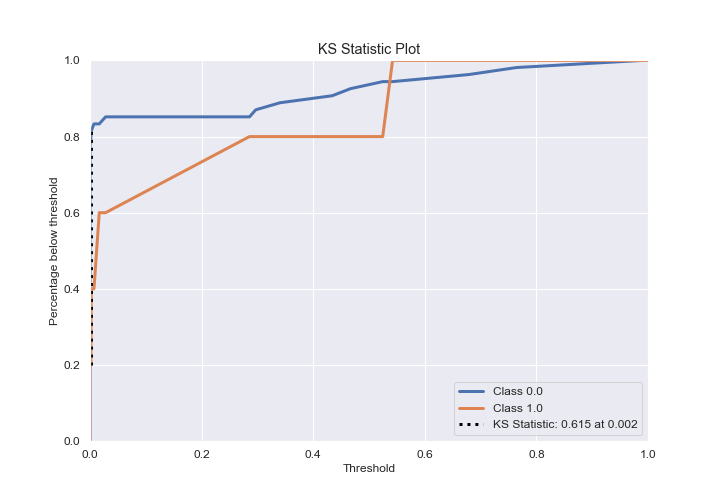 KS Statistic Plot
Percentage below threshold
1.0
0.8
0.6
0.4
0.2
0.0
Class 0.0
Class 1.0
KS Statistic: 0.615 at 0.002
0.0 0.2 0.4 0.6 0.8 1.0
Threshold